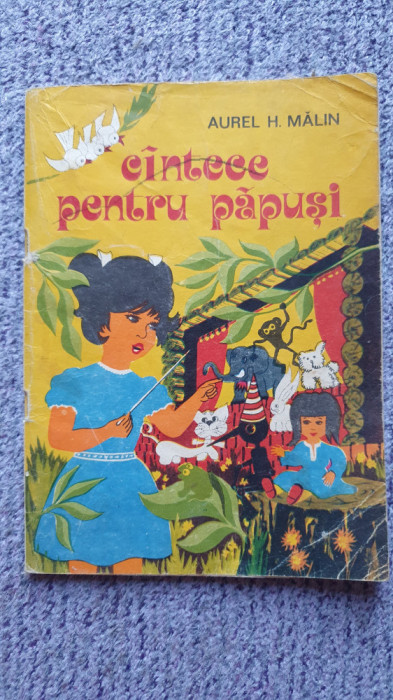 AUREL H. MĂLIN
cîntece
pentru păpuși